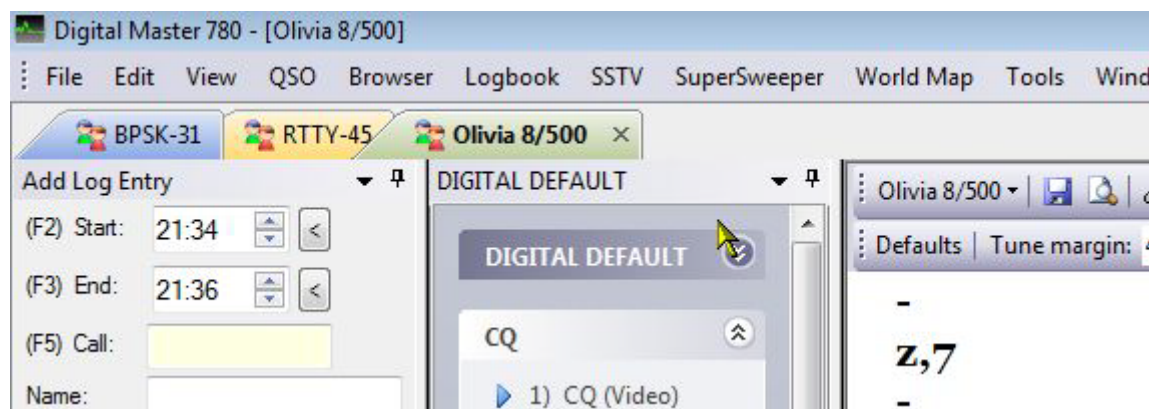 Digital Master 780 - [Olivia 8/500]
File Edit View QSO Browser Logbook SSTV SuperSweeper World Map Tools Wind
BPSK-31 RTTY-45 Olivia 8/500
Add Log Entry
(F2) Start: 21:34 <
(F3) End: 21:36 <
(F5) Call:
Name:
DIGITAL DEFAULT
DIGITAL DEFAULT
CQ
1) CQ (Video)
Olivia 8/500
Defaults Tune margin:
-
z,7
-